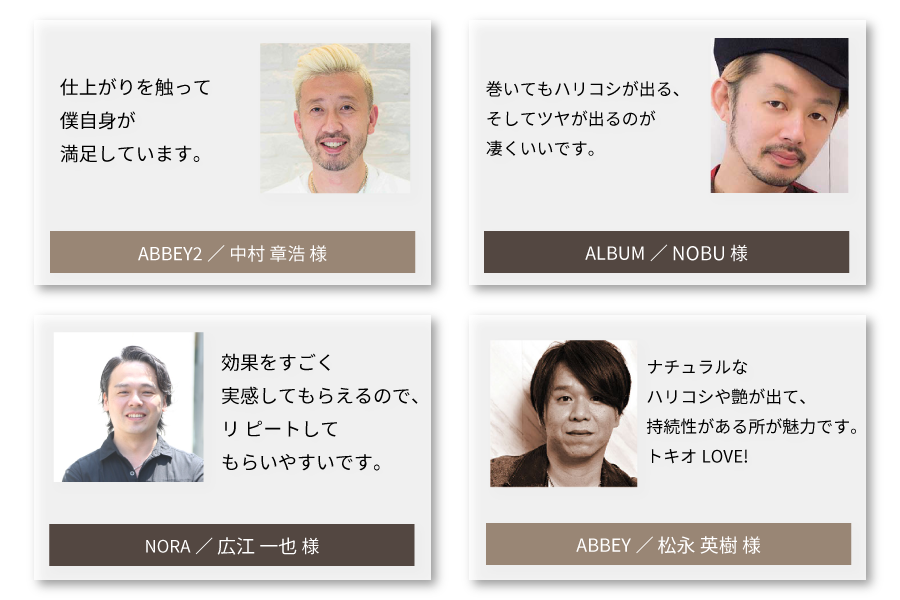 仕上がりを触って
僕自身が
満足しています。
ABBEY2 ／ 中村 章浩 様
巻いてもハリコシが出る、
そしてツヤが出るのが
凄くいいです。
ALBUM ／ NOBU 様
効果をすごく
実感してもらえるので、
リピートして
もらいやすいです。
NORA ／ 広江 一也 様
ナチュラルな
ハリコシや艶が出て、
持続性がある所が魅力です。
トキオ LOVE!
ABBEY ／ 松永 英樹 様